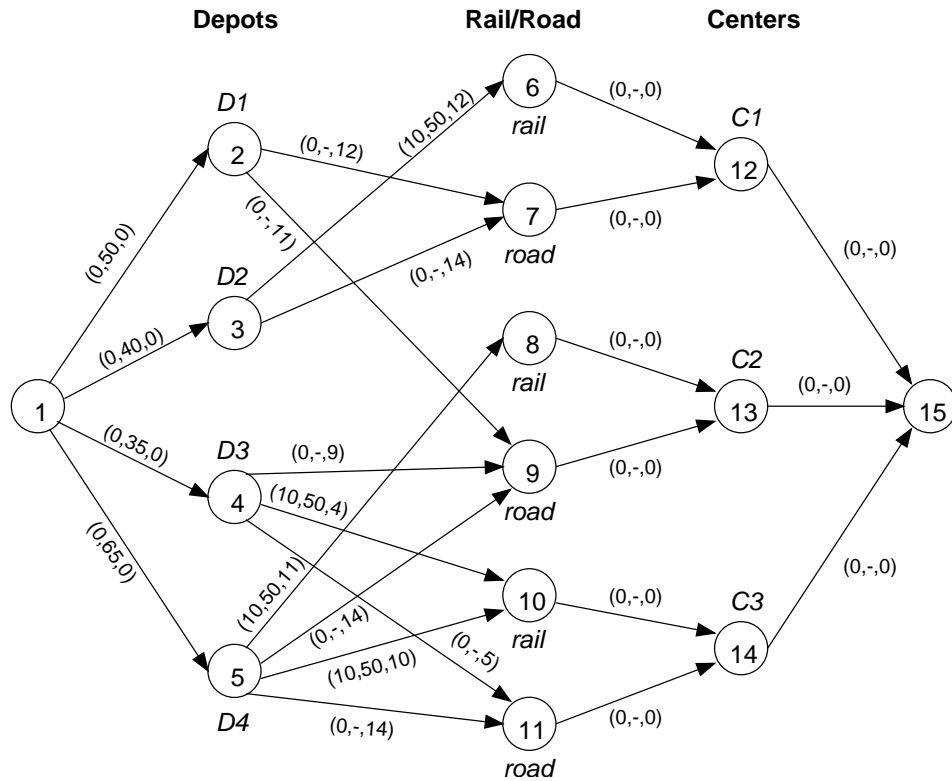 Depots
Rail/Road
Centers
D1
2
D2
3
1
D3
4
5
D4
6
rail
7
road
8
rail
9
road
10
rail
11
road
C1
12
C2
13
C3
14
15
(0,50,0)
(0,40,0)
(0,35,0)
(0,65,0)
(0,-,12)
(0,-,11)
(10,50,12)
(0,-,14)
(0,-,9)
(10,50,4)
(0,-,5)
(10,50,11)
(0,-,14)
(10,50,10)
(0,-,14)
(0,-,0)
(0,-,0)
(0,-,0)
(0,-,0)
(0,-,0)
(0,-,0)
(0,-,0)
(0,-,0)
(0,-,0)